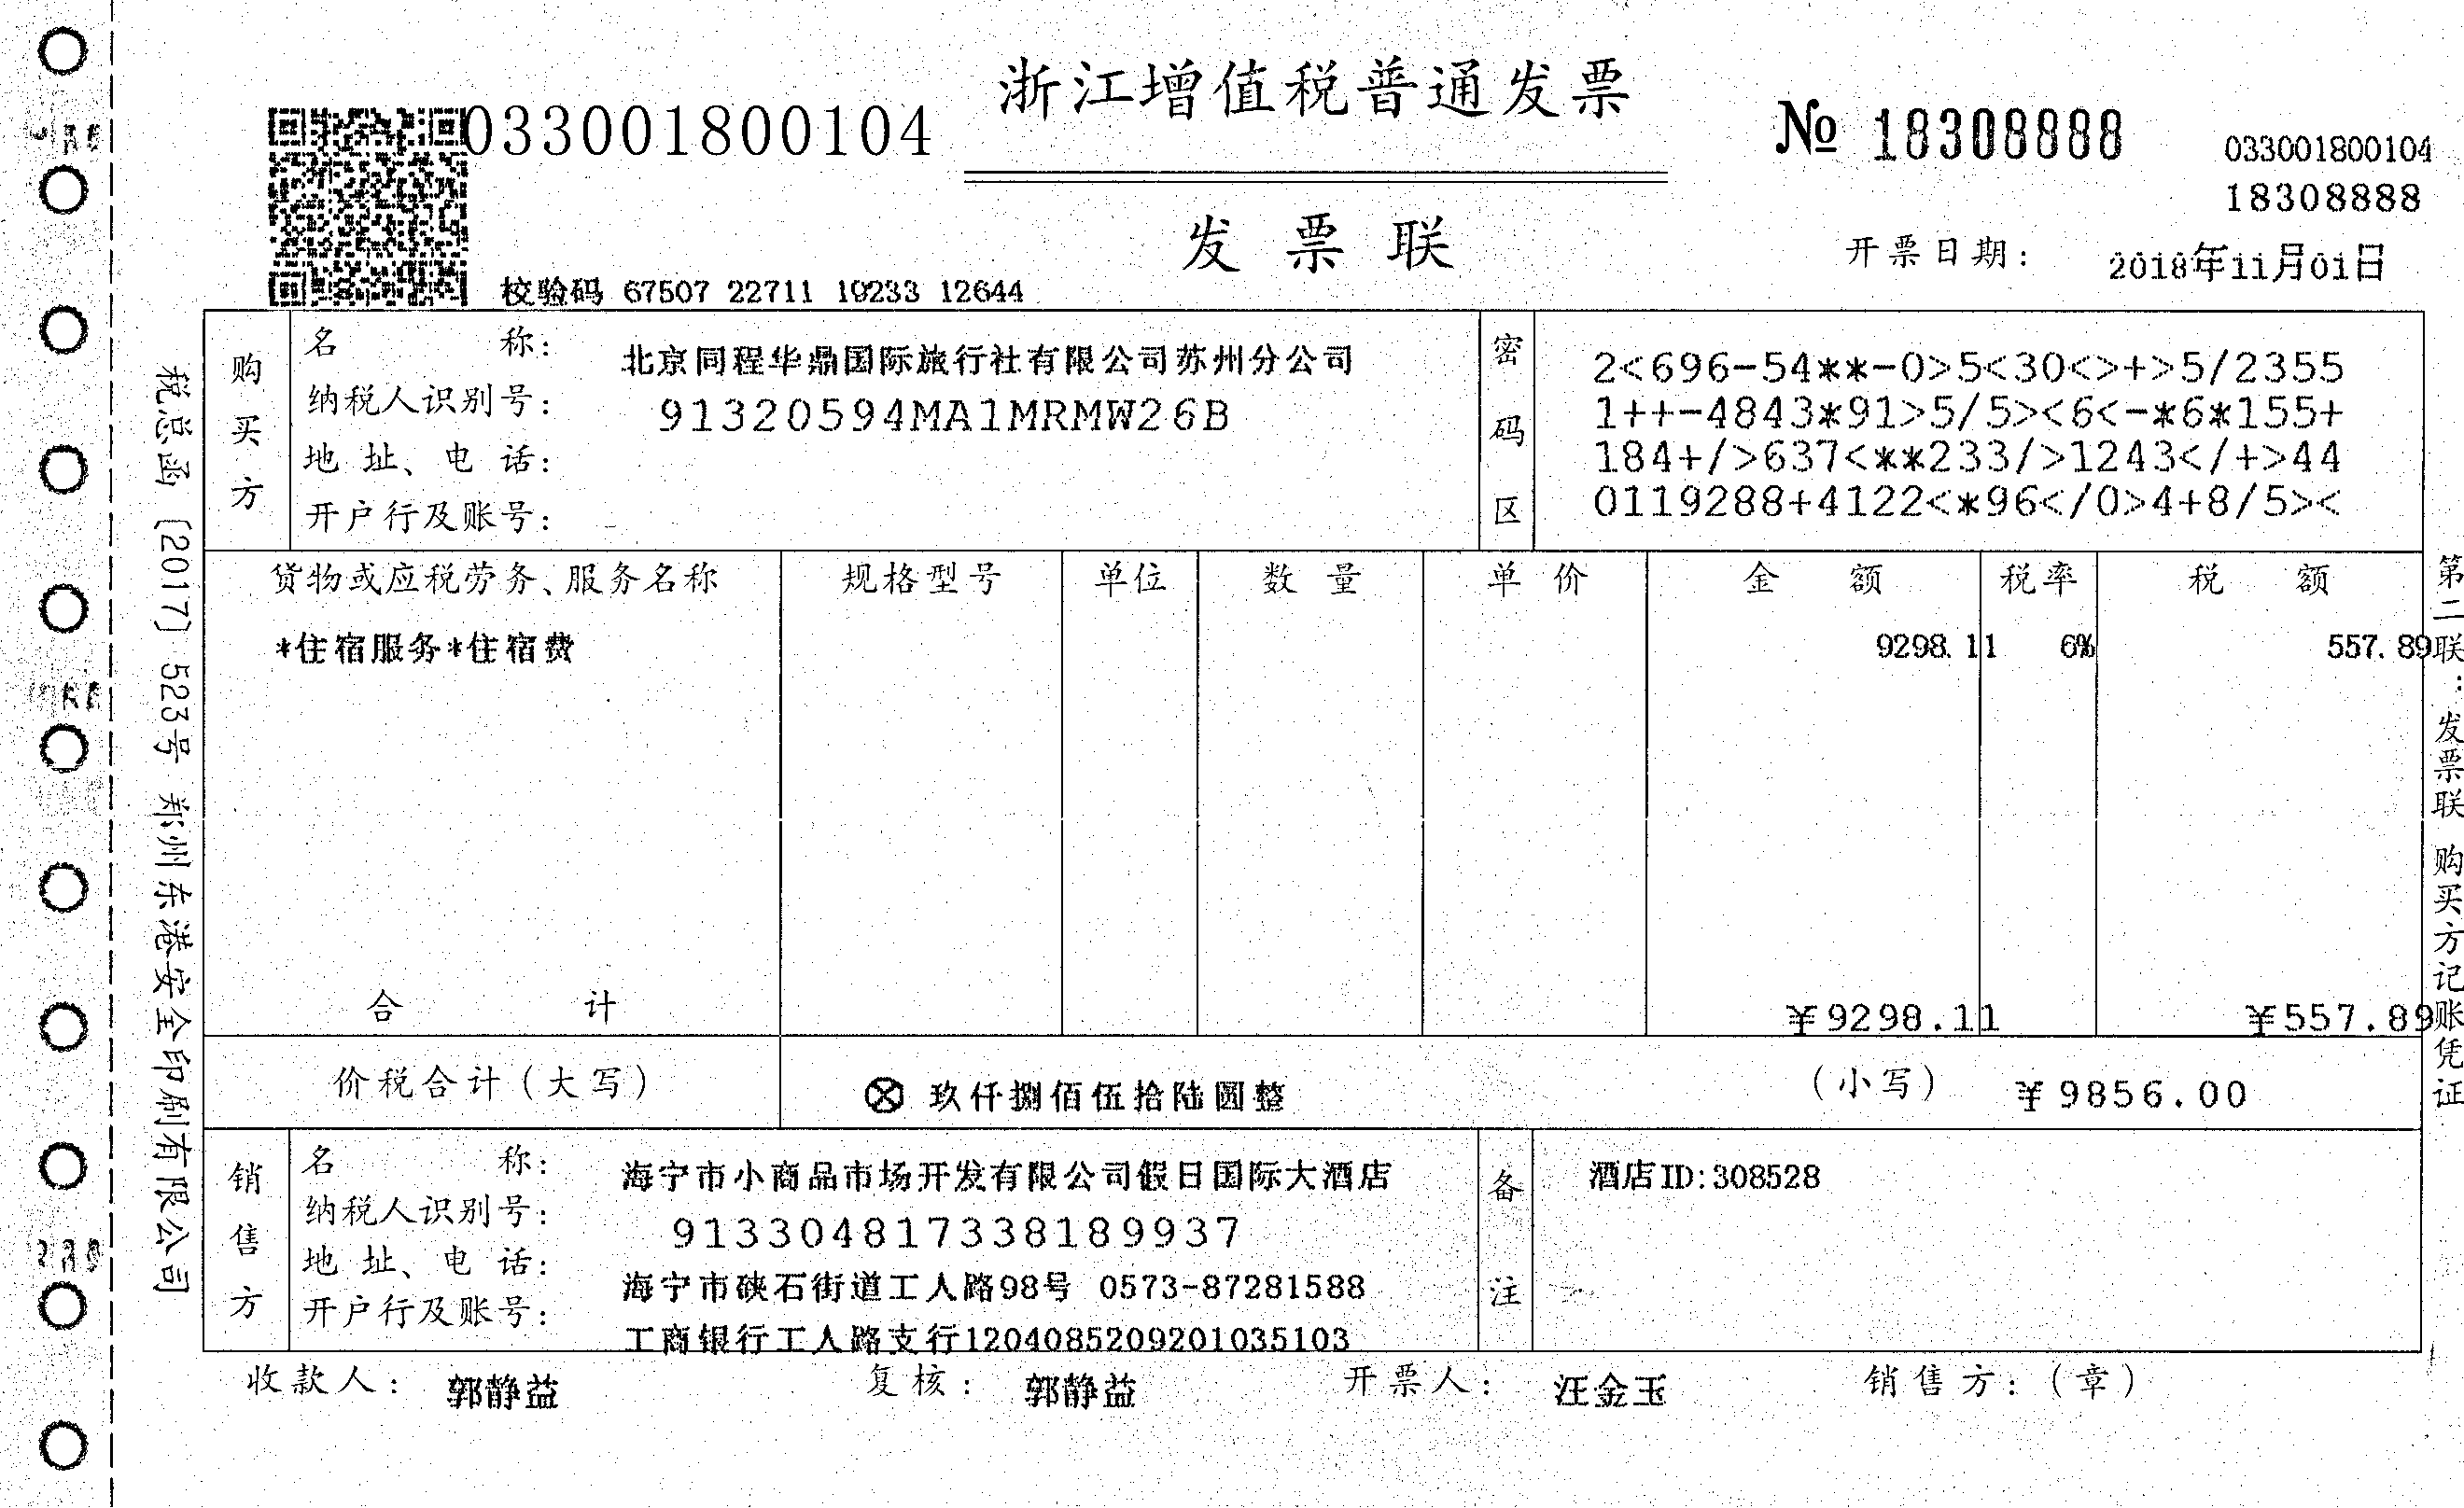 浙江增值税普通发票
033001800104
№ 18308888
033001800104
18308888
发票联
开票日期： 2018年11月01日
校验码 67507 22711 19233 12644
购买方
名称： 北京同程华鼎国际旅行社有限公司苏州分公司
纳税人识别号： 91320594MA1MRMW26B
地址、电话：
开户行及账号：
密码区
2<696-54**-0>5<30<>+>5/2355
1++-4843*91>5/5><6<-*6*155+
184+/>637<**233/>1243</+>44
0119288+4122<*96</0>4+8/5><
货物或应税劳务、服务名称 规格型号 单位 数量 单价 金额 税率 税额
*住宿服务*住宿费 9298.11 6% 557.89
合计 ¥9298.11 ¥557.89
价税合计（大写） ⊗ 玖仟捌佰伍拾陆圆整 （小写） ¥9856.00
销售方
名称： 海宁市小商品市场开发有限公司假日国际大酒店
纳税人识别号： 913304817338189937
地址、电话： 海宁市硖石街道工人路98号 0573-87281588
开户行及账号： 工商银行工人路支行1204085209201035103
备注
酒店ID:308528
收款人： 郭静益 复核： 郭静益 开票人： 汪金玉 销售方：（章）
税总函〔2017〕523号 郑州东港安全印刷有限公司
第二联：发票联 购买方记账凭证